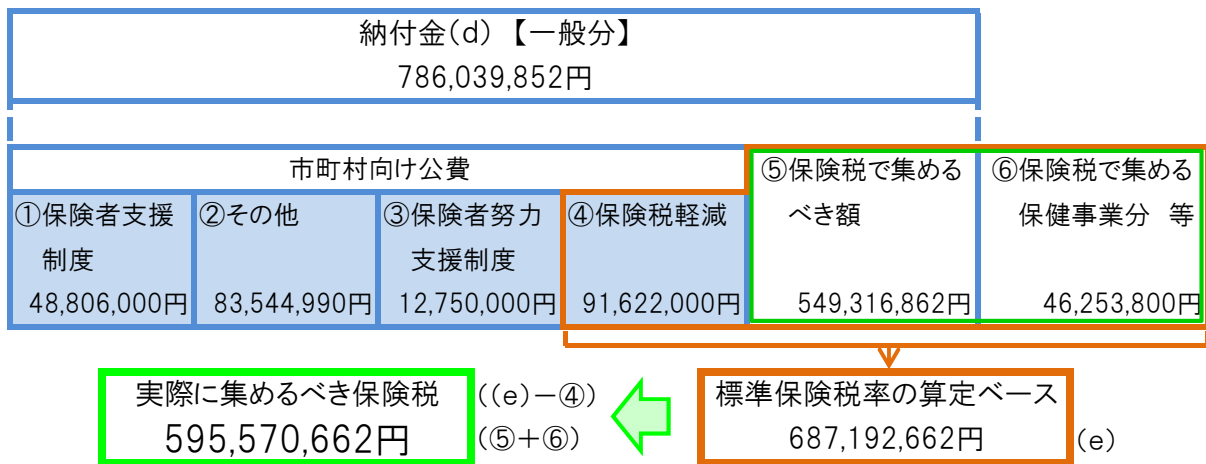 納付金(d)【一般分】
786,039,852円
市町村向け公費
①保険者支援
制度
48,806,000円
②その他
83,544,990円
③保険者努力
支援制度
12,750,000円
④保険税軽減
91,622,000円
⑤保険税で集める
べき額
549,316,862円
⑥保険税で集める
保健事業分 等
46,253,800円
実際に集めるべき保険税
595,570,662円
((e)－④)
(⑤＋⑥)
標準保険税率の算定ベース
687,192,662円
(e)